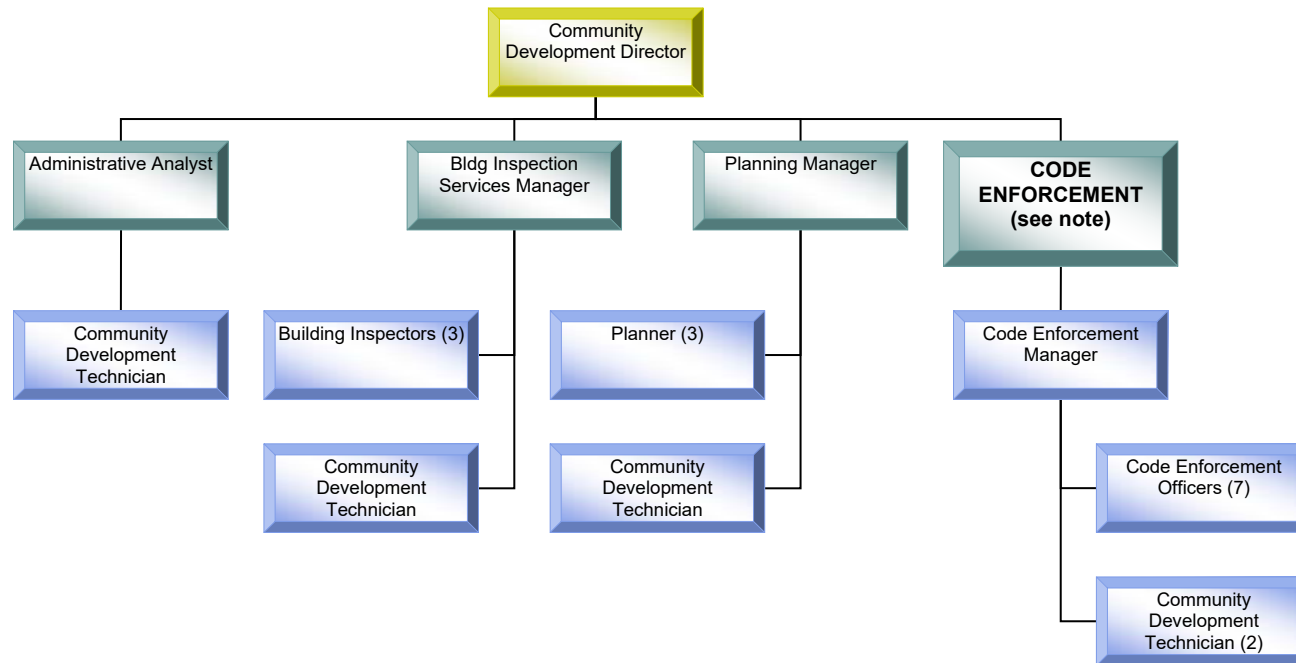 Community
Development Director
Administrative Analyst
Bldg Inspection
Services Manager
Planning Manager
CODE
ENFORCEMENT
(see note)
Community
Development
Technician
Building Inspectors (3)
Planner (3)
Code Enforcement
Manager
Community
Development
Technician
Community
Development
Technician
Code Enforcement
Officers (7)
Community
Development
Technician (2)